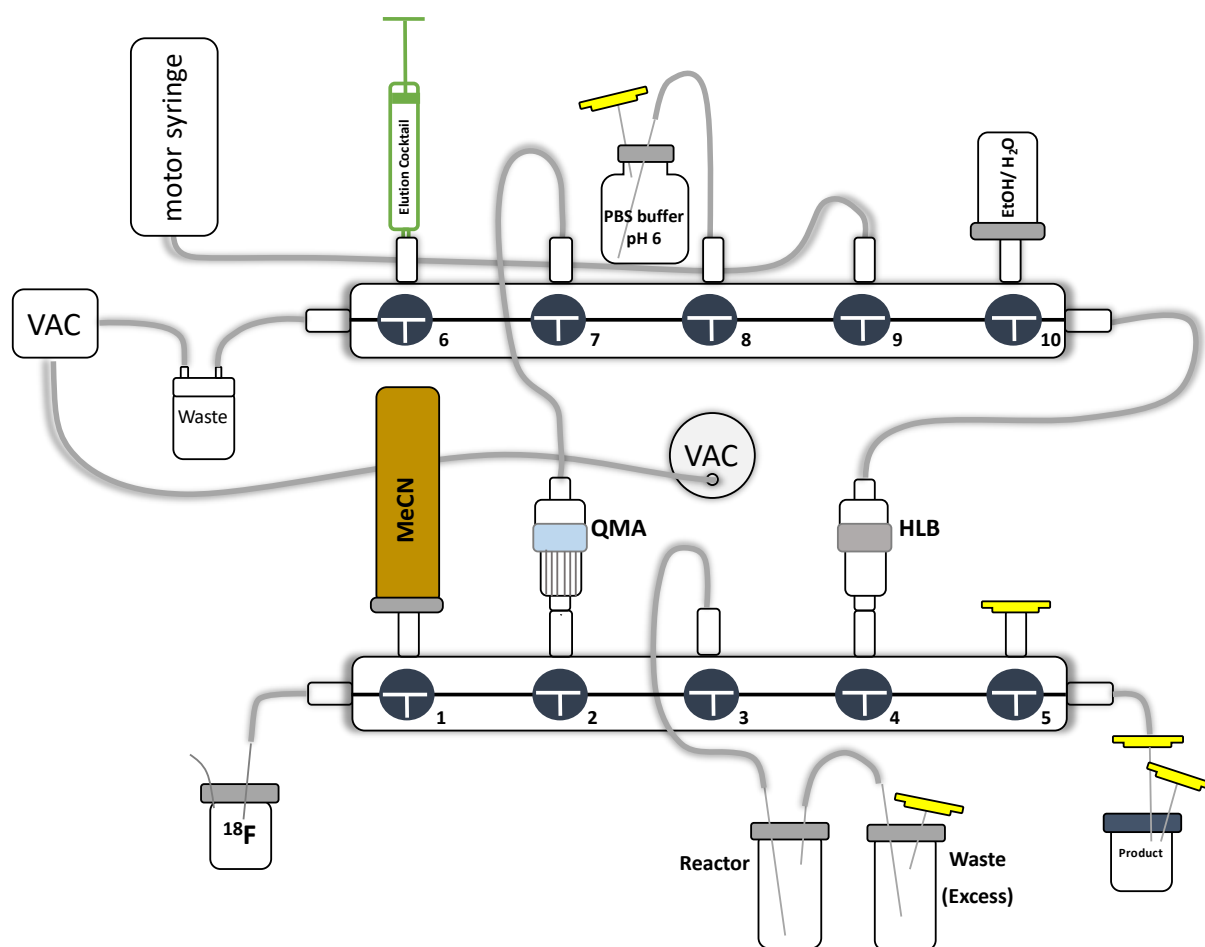 motor syringe
Elution Cocktail
PBS buffer
pH 6
EtOH/ H₂O
VAC
6
7
8
9
10
Waste
MeCN
VAC
QMA
HLB
1
2
3
4
5
¹⁸F
Reactor
Waste
(Excess)
Product